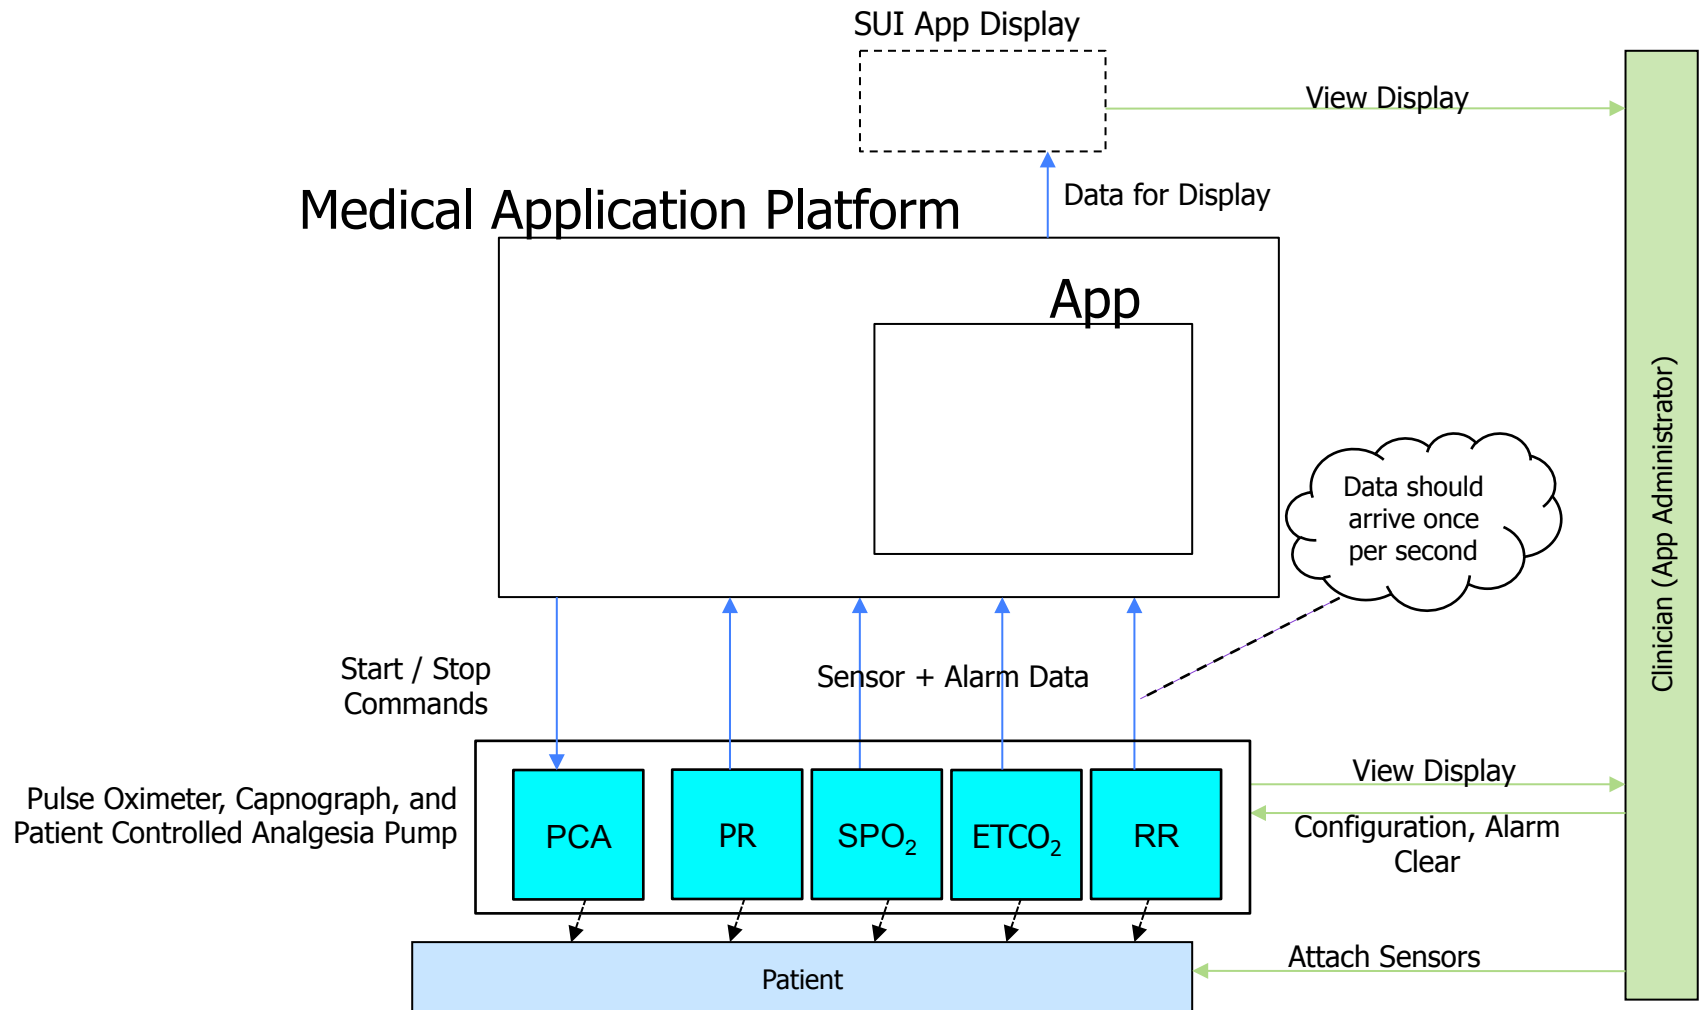 SUI App Display
View Display
Data for Display
Medical Application Platform
App
Data should
arrive once
per second
Clinician (App Administrator)
Start / Stop
Commands
Sensor + Alarm Data
Pulse Oximeter, Capnograph, and
Patient Controlled Analgesia Pump
PCA
PR
SPO₂
ETCO₂
RR
View Display
Configuration, Alarm
Clear
Attach Sensors
Patient